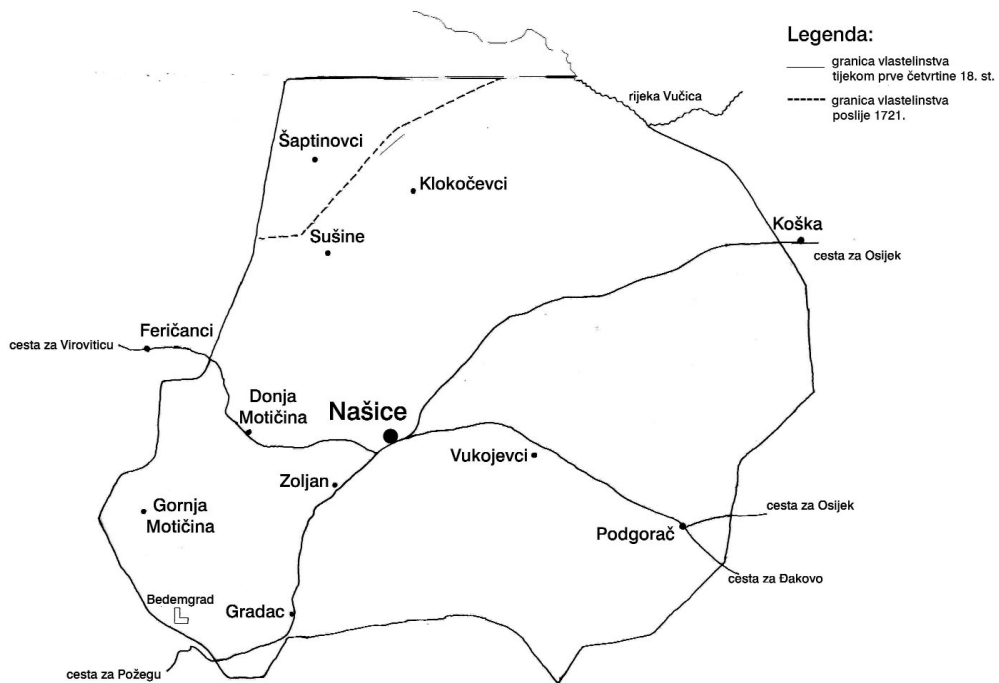 Legenda:
granica vlastelinstva
tijekom prve četvrtine 18. st.
rijeka Vučica
granica vlastelinstva
poslije 1721.
Šaptinovci
Klokočevci
Koška
Sušine
cesta za Osijek
Feričanci
cesta za Viroviticu
Donja
Motičina
Našice
Vukojevci
Zoljan
Gornja
Motičina
cesta za Osijek
Podgorač
cesta za Đakovo
Bedemgrad
Gradac
cesta za Požegu